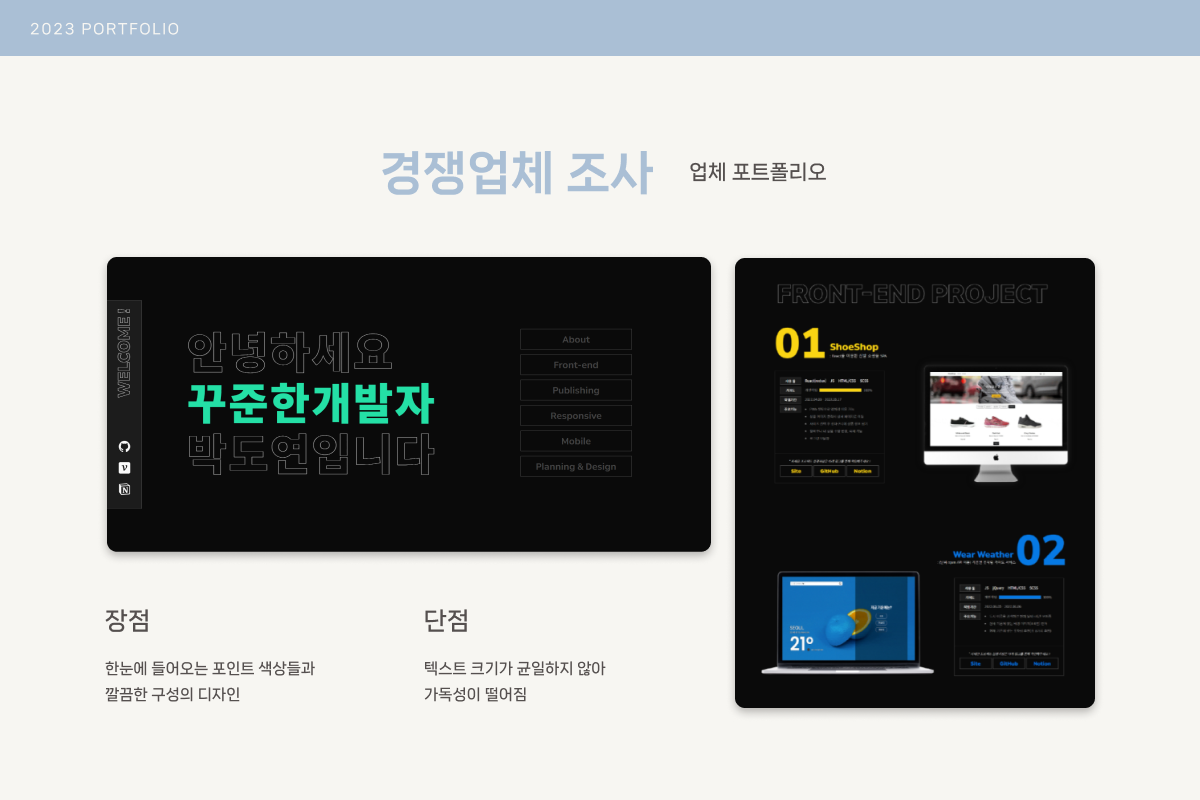 2023 PORTFOLIO
경쟁업체 조사
업체 포트폴리오
WELCOME!
안녕하세요
꾸준한개발자
박도연입니다
About
Front-end
Publishing
Responsive
Mobile
Planning & Design
FRONT-END PROJECT
01 ShoeShop
Site GitHub Notion
Wear Weather 02
21°
Site GitHub Notion
장점
한눈에 들어오는 포인트 색상들과
깔끔한 구성의 디자인
단점
텍스트 크기가 균일하지 않아
가독성이 떨어짐